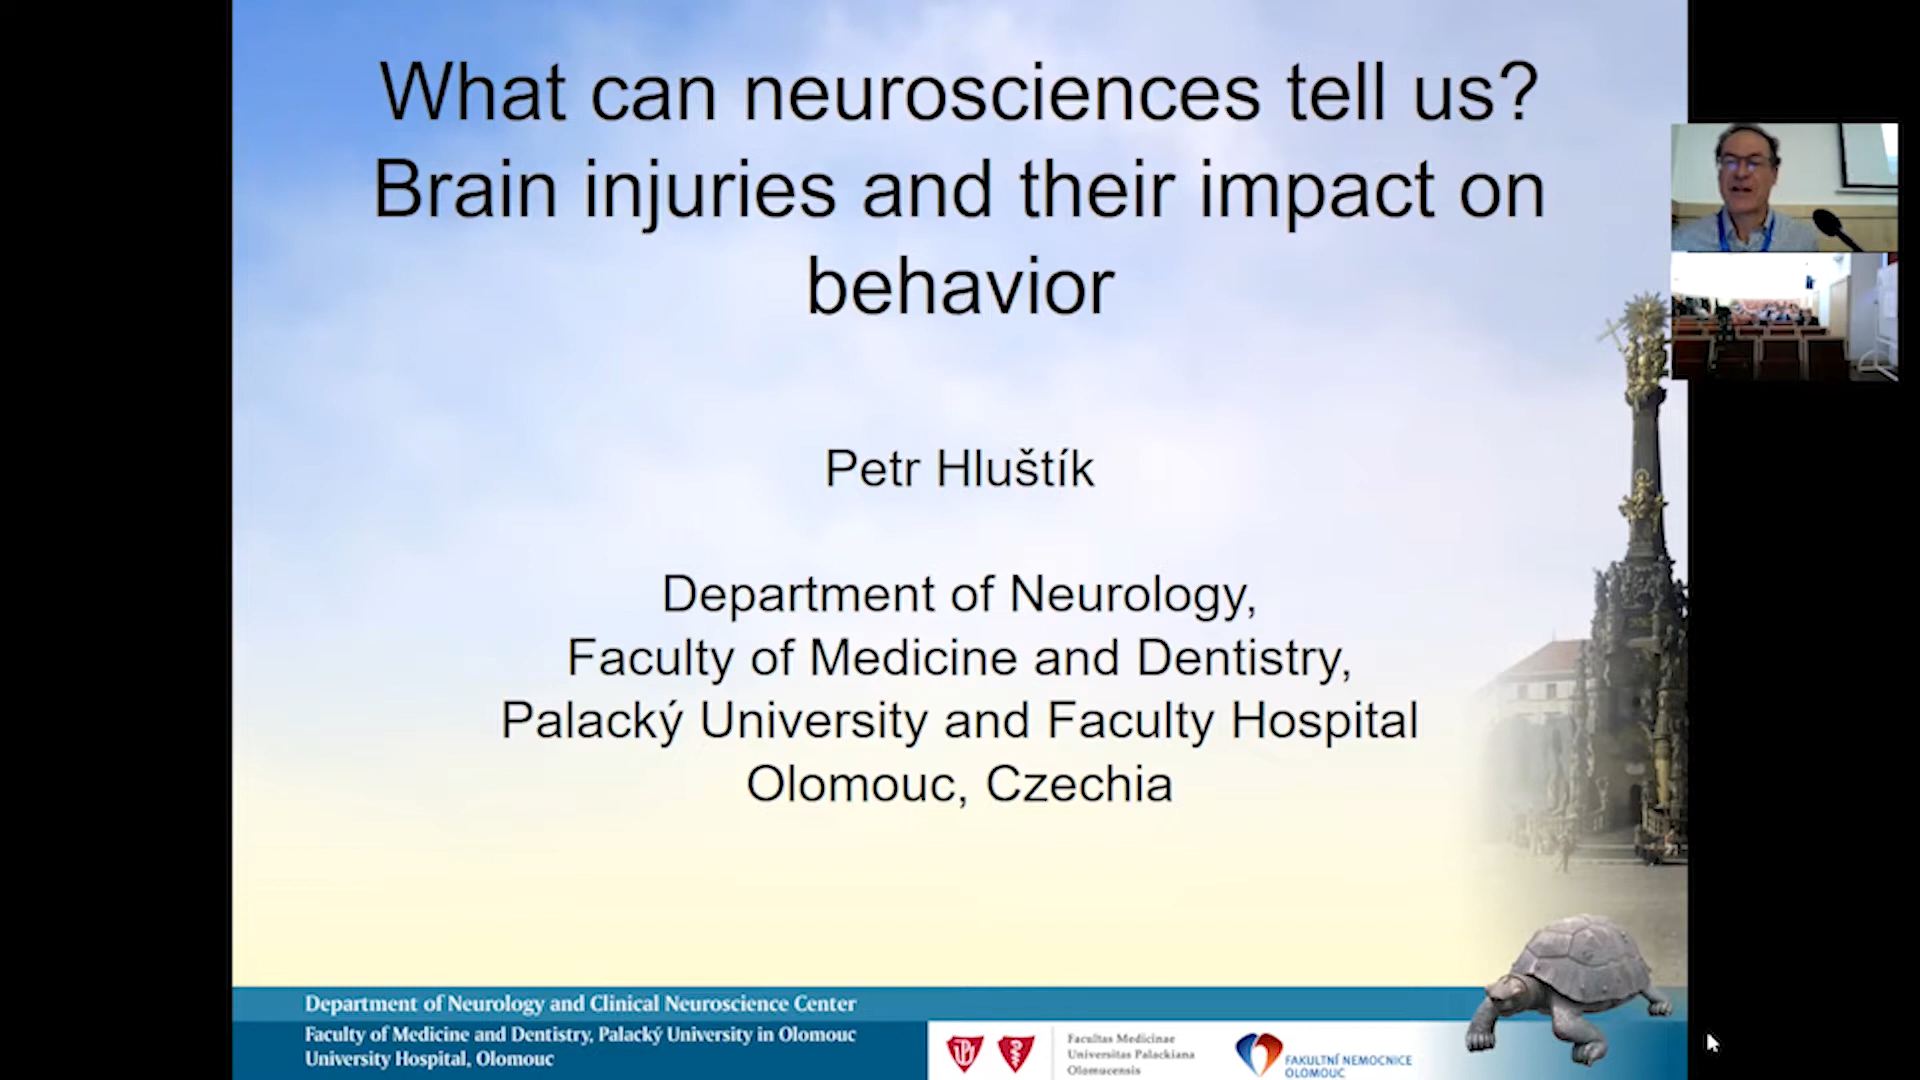 What can neurosciences tell us?
Brain injuries and their impact on
behavior
Petr Hluštík
Department of Neurology,
Faculty of Medicine and Dentistry,
Palacký University and Faculty Hospital
Olomouc, Czechia
Department of Neurology and Clinical Neuroscience Center
Faculty of Medicine and Dentistry, Palacký University in Olomouc
University Hospital, Olomouc
Facultas Medicinae
Universitas Palackiana
Olomucensis
FAKULTNÍ NEMOCNICE
OLOMOUC